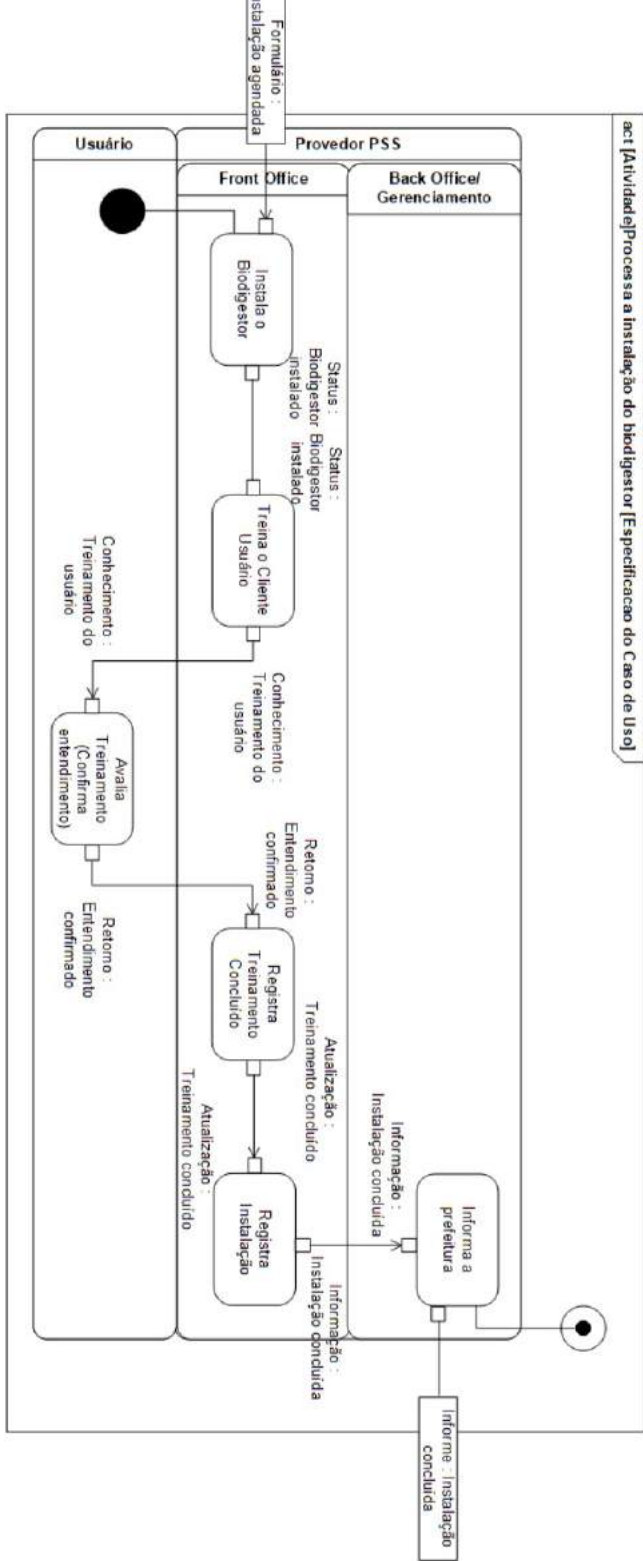 act [Atividade]Processa a instalação do biodigestor [Especificacao do Caso de Uso]
Provedor PSS
Usuário
Front Office
Back Office/
Gerenciamento
Formulário :
nstalação agendada
Instala o
Biodigestor
Status :
Biodigestor
instalado
Status :
Biodigestor
instalado
Treina o Cliente
Usuário
Conhecimento :
Treinamento do
usuário
Conhecimento :
Treinamento do
usuário
Avalia
Treinamento
(Confirma
entendimento)
Retorno :
Entendimento
confirmado
Retorno :
Entendimento
confirmado
Registra
Treinamento
Concluído
Atualização :
Treinamento concluído
Atualização :
Treinamento concluído
Registra
Instalação
Informação :
Instalação concluída
Informação :
Instalação concluída
Informa a
prefeitura
Informe : Instalação
concluída